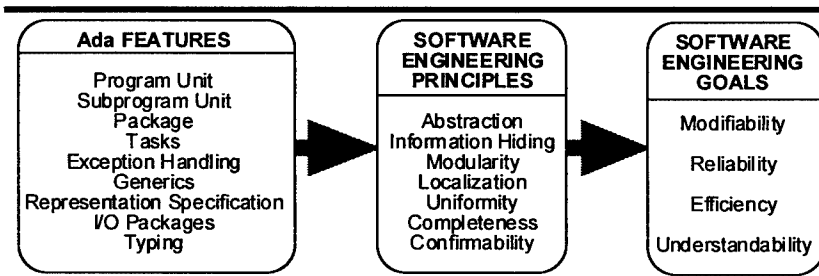 Ada FEATURES
Program Unit
Subprogram Unit
Package
Tasks
Exception Handling
Generics
Representation Specification
I/O Packages
Typing
SOFTWARE
ENGINEERING
PRINCIPLES
Abstraction
Information Hiding
Modularity
Localization
Uniformity
Completeness
Confirmability
SOFTWARE
ENGINEERING
GOALS
Modifiability
Reliability
Efficiency
Understandability